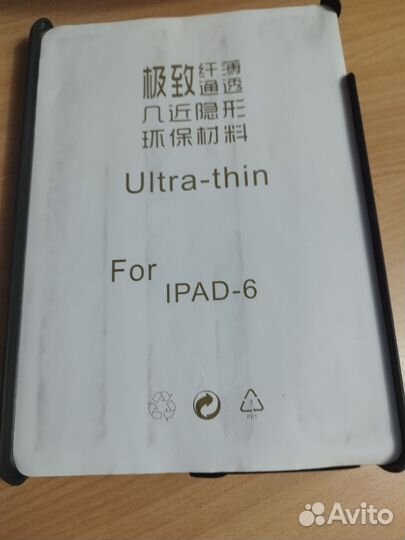 极致纤薄通透
几近隐形
环保材料
Ultra-thin
For
IPAD-6
PE1
Avito